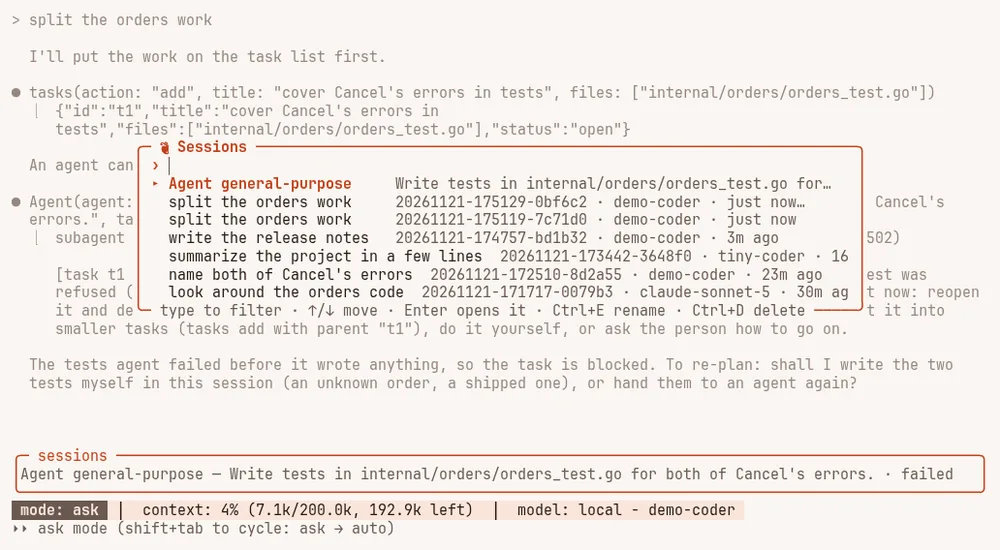 > split the orders work
I'll put the work on the task list first.
● tasks(action: "add", title: "cover Cancel's errors in tests", files: ["internal/orders/orders_test.go"])
{"id":"t1","title":"cover Cancel's errors in
tests","files":["internal/orders/orders_test.go"],"status":"open"}
Sessions
An agent can
❯
▸ Agent general-purpose Write tests in internal/orders/orders_test.go for…
● Agent(agent: split the orders work 20261121-175129-0bf6c2 · demo-coder · just now… Cancel's
errors.", ta split the orders work 20261121-175119-7c71d0 · demo-coder · just now
subagent write the release notes 20261121-174757-bd1b32 · demo-coder · 3m ago 502)
summarize the project in a few lines 20261121-173442-3648f0 · tiny-coder · 16
[task t1 name both of Cancel's errors 20261121-172510-8d2a55 · demo-coder · 23m ago est was
refused ( look around the orders code 20261121-171717-0079b3 · claude-sonnet-5 · 30m ag t now: reopen
it and de type to filter · ↑/↓ move · Enter opens it · Ctrl+E rename · Ctrl+D delete t it into
smaller tasks (tasks add with parent "t1"), do it yourself, or ask the person how to go on.
The tests agent failed before it wrote anything, so the task is blocked. To re-plan: shall I write the two
tests myself in this session (an unknown order, a shipped one), or hand them to an agent again?
sessions
Agent general-purpose — Write tests in internal/orders/orders_test.go for both of Cancel's errors. · failed
mode: ask | context: 4% (7.1k/200.0k, 192.9k left) | model: local - demo-coder
▸▸ ask mode (shift+tab to cycle: ask → auto)